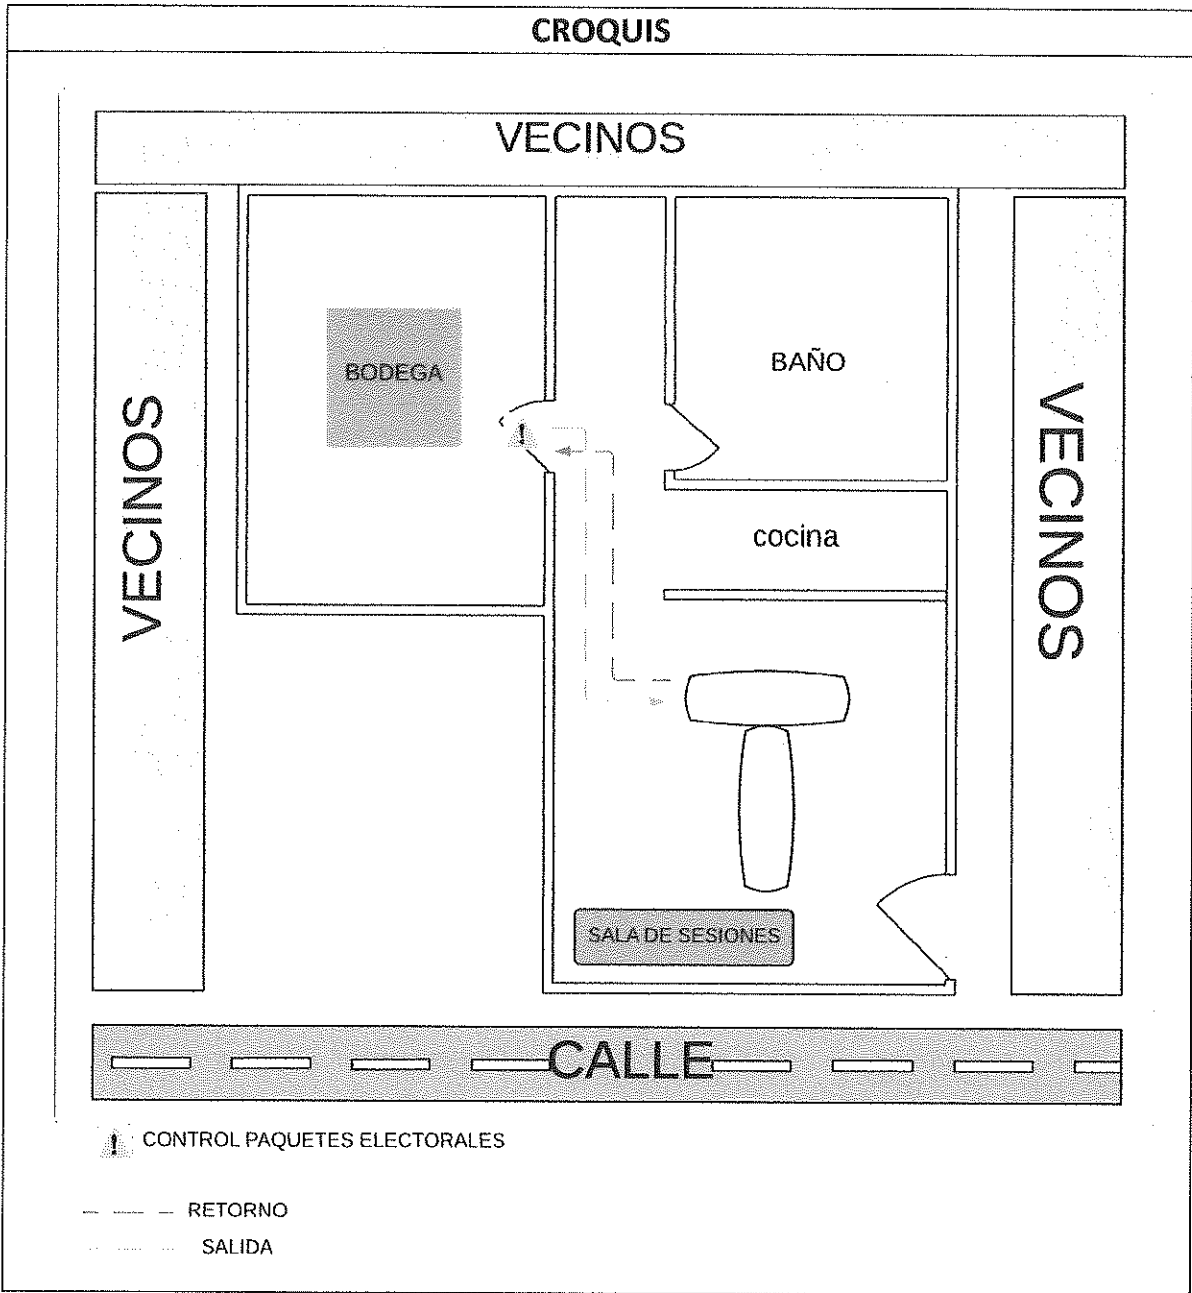 CROQUIS
VECINOS
VECINOS
BODEGA
BAÑO
VECINOS
cocina
SALA DE SESIONES
CALLE
! CONTROL PAQUETES ELECTORALES
RETORNO
SALIDA